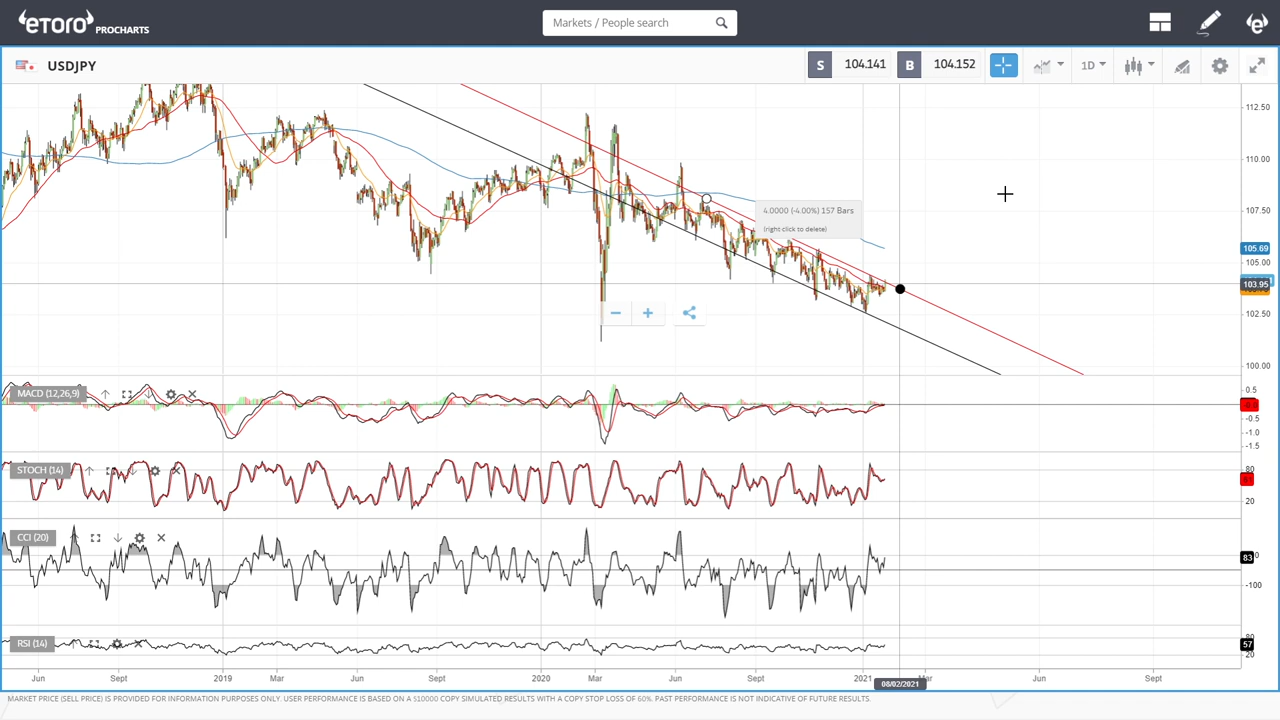 eToro PROCHARTS
Markets / People search
USDJPY
S 104.141 B 104.152
1D
112.50
110.00
107.50
4.0000 (-4.00%) 157 Bars
(right click to delete)
105.69
105.00
103.95
102.50
100.00
MACD (12,26,9)
0.5
-0.5
-1.0
-1.5
STOCH (14)
80
20
CCI (20)
83
-100
RSI (14)
80
57
20
Jun Sept 2019 Mar Jun Sept 2020 Mar Jun Sept 2021 Mar Jun Sept
08/02/2021
MARKET PRICE (SELL PRICE) IS PROVIDED FOR INFORMATION PURPOSES ONLY. USER PERFORMANCE IS BASED ON A $10000 COPY SIMULATED RESULTS WITH A COPY STOP LOSS OF 60%. PAST PERFORMANCE IS NOT INDICATIVE OF FUTURE RESULTS.